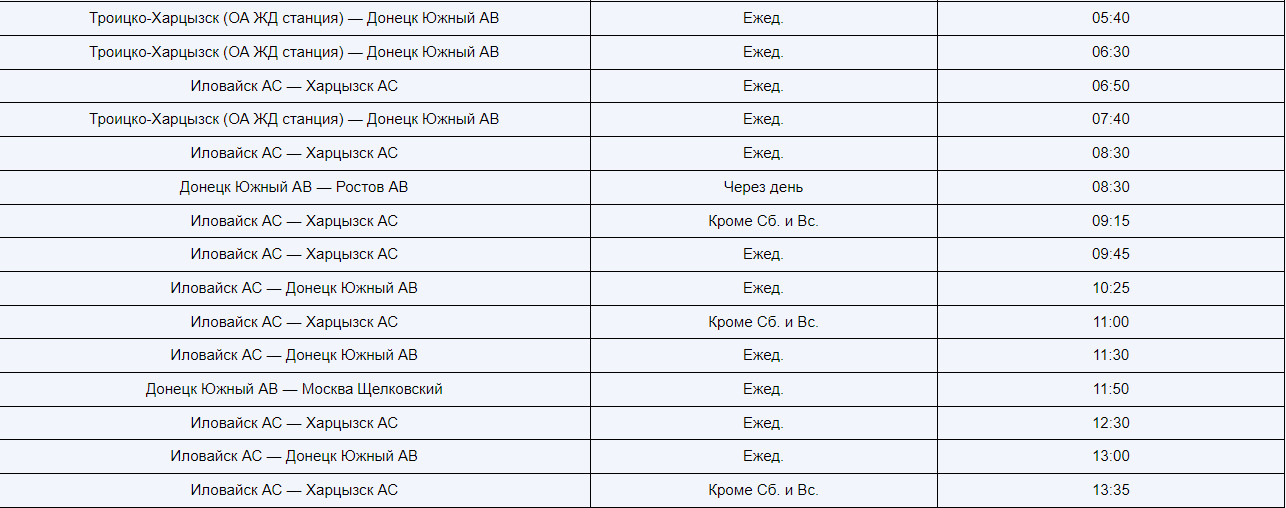 Троицко-Харцызск (ОА ЖД станция) — Донецк Южный АВ Ежед. 05:40
Троицко-Харцызск (ОА ЖД станция) — Донецк Южный АВ Ежед. 06:30
Иловайск АС — Харцызск АС Ежед. 06:50
Троицко-Харцызск (ОА ЖД станция) — Донецк Южный АВ Ежед. 07:40
Иловайск АС — Харцызск АС Ежед. 08:30
Донецк Южный АВ — Ростов АВ Через день 08:30
Иловайск АС — Харцызск АС Кроме Сб. и Вс. 09:15
Иловайск АС — Харцызск АС Ежед. 09:45
Иловайск АС — Донецк Южный АВ Ежед. 10:25
Иловайск АС — Харцызск АС Кроме Сб. и Вс. 11:00
Иловайск АС — Донецк Южный АВ Ежед. 11:30
Донецк Южный АВ — Москва Щелковский Ежед. 11:50
Иловайск АС — Харцызск АС Ежед. 12:30
Иловайск АС — Донецк Южный АВ Ежед. 13:00
Иловайск АС — Харцызск АС Кроме Сб. и Вс. 13:35